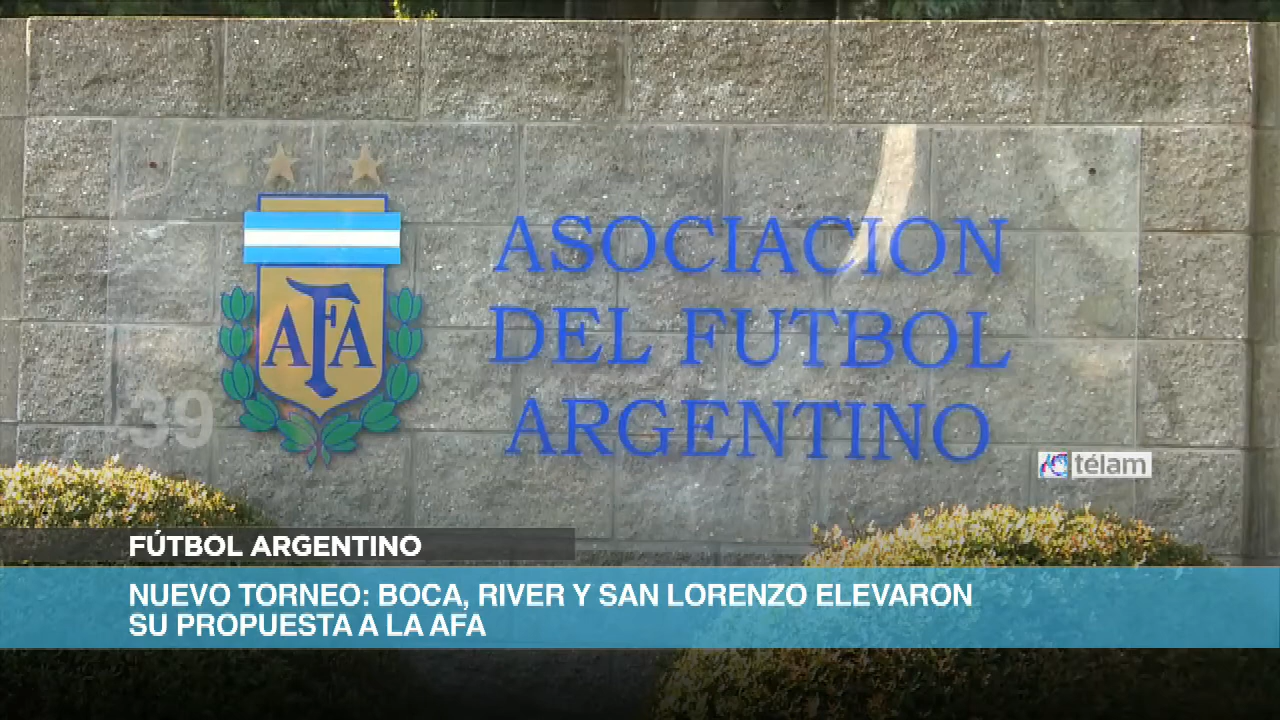 ASOCIACION
DEL FUTBOL
ARGENTINO
AFA
39
télam
FÚTBOL ARGENTINO
NUEVO TORNEO: BOCA, RIVER Y SAN LORENZO ELEVARON
SU PROPUESTA A LA AFA